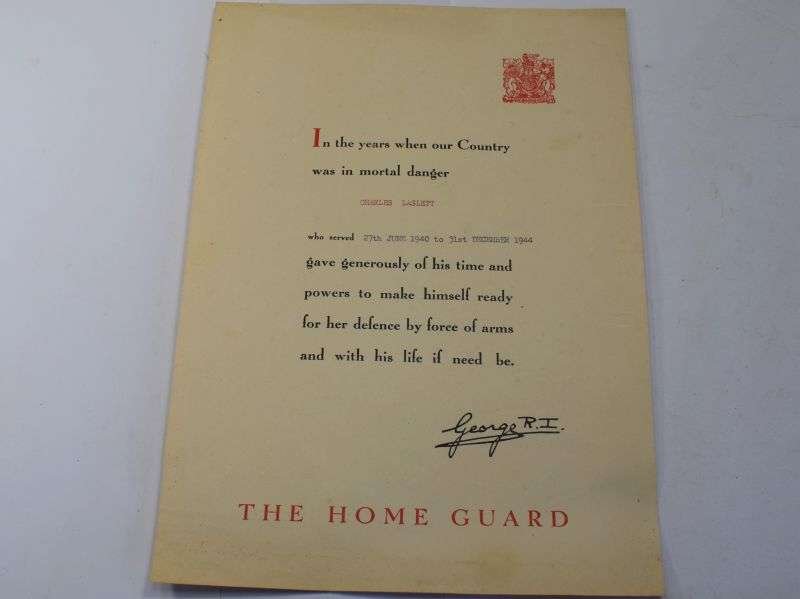 In the years when our Country
was in mortal danger
CHARLES LASLETT
who served 27th JUNE 1940 to 31st DECEMBER 1944
gave generously of his time and
powers to make himself ready
for her defence by force of arms
and with his life if need be.
George R.I.
THE HOME GUARD